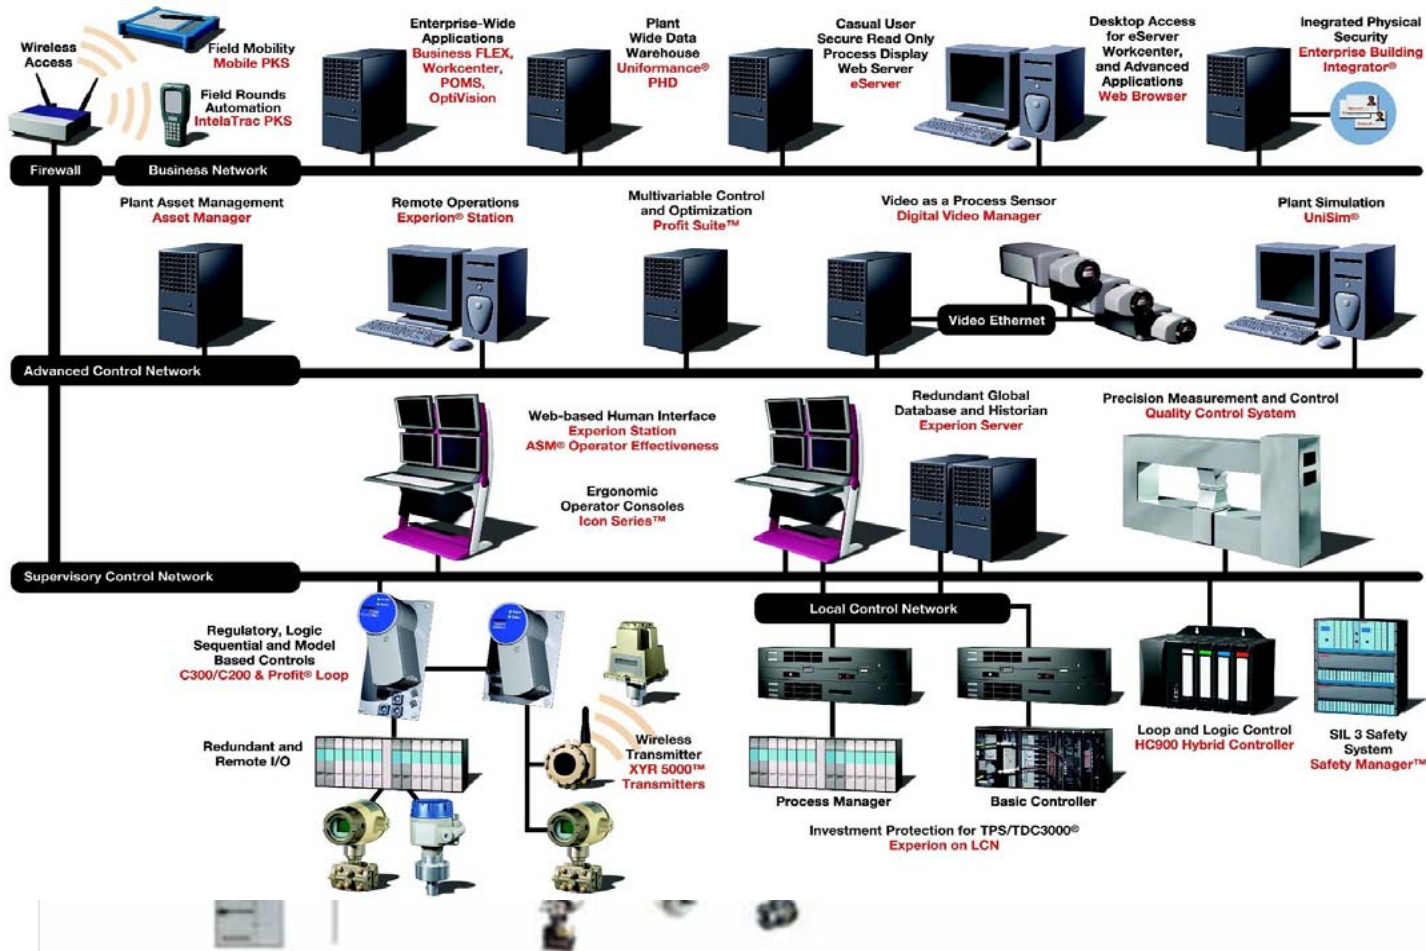 Wireless
Access
Field Mobility
Mobile PKS
Field Rounds
Automation
IntelaTrac PKS
Enterprise-Wide
Applications
Business FLEX,
Workcenter,
POMS,
OptiVision
Plant
Wide Data
Warehouse
Uniformance®
PHD
Casual User
Secure Read Only
Process Display
Web Server
eServer
Desktop Access
for eServer
Workcenter,
and Advanced
Applications
Web Browser
Inegrated Physical
Security
Enterprise Building
Integrator®
Firewall
Business Network
Plant Asset Management
Asset Manager
Remote Operations
Experion® Station
Multivariable Control
and Optimization
Profit Suite™
Video as a Process Sensor
Digital Video Manager
Video Ethernet
Plant Simulation
UniSim®
Advanced Control Network
Web-based Human Interface
Experion Station
ASM® Operator Effectiveness
Ergonomic
Operator Consoles
Icon Series™
Redundant Global
Database and Historian
Experion Server
Precision Measurement and Control
Quality Control System
Supervisory Control Network
Local Control Network
Regulatory, Logic
Sequential and Model
Based Controls
C300/C200 & Profit® Loop
Redundant and
Remote I/O
Wireless
Transmitter
XYR 5000™
Transmitters
Process Manager
Basic Controller
Investment Protection for TPS/TDC3000®
Experion on LCN
Loop and Logic Control
HC900 Hybrid Controller
SIL 3 Safety
System
Safety Manager™